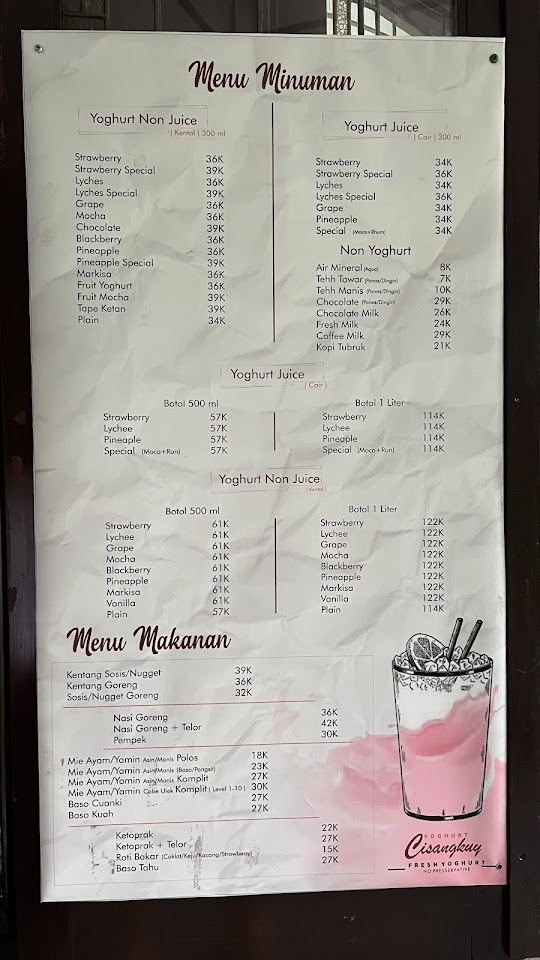 Menu Minuman
Yoghurt Non Juice
( Kental ) 300 ml
Strawberry 36K
Strawberry Special 39K
Lyches 36K
Lyches Special 39K
Grape 36K
Mocha 36K
Chocolate 39K
Blackberry 36K
Pineapple 36K
Pineapple Special 39K
Markisa 36K
Fruit Yoghurt 36K
Fruit Mocha 39K
Tape Ketan 39K
Plain 34K
Yoghurt Juice
( Cair ) 300 ml
Strawberry 34K
Strawberry Special 36K
Lyches 34K
Lyches Special 36K
Grape 34K
Pineapple 34K
Special (Moca+Rhum) 34K
Non Yoghurt
Air Mineral (Aqua) 8K
Tehh Tawar (Panas/Dingin) 7K
Tehh Manis (Panas/Dingin) 10K
Chocolate (Panas/Dingin) 29K
Chocolate Milk 26K
Fresh Milk 24K
Coffee Milk 29K
Kopi Tubruk 21K
Yoghurt Juice
( Cair )
Botol 500 ml
Strawberry 57K
Lychee 57K
Pineaple 57K
Special (Moca+Run) 57K
Botol 1 Liter
Strawberry 114K
Lychee 114K
Pineaple 114K
Special (Moca+Run) 114K
Yoghurt Non Juice
( Kental )
Botol 500 ml
Strawberry 61K
Lychee 61K
Grape 61K
Mocha 61K
Blackberry 61K
Pineapple 61K
Markisa 61K
Vanilla 61K
Plain 57K
Botol 1 Liter
Strawberry 122K
Lychee 122K
Grape 122K
Mocha 122K
Blackberry 122K
Pineapple 122K
Markisa 122K
Vanilla 122K
Plain 114K
Menu Makanan
Kentang Sosis/Nugget 39K
Kentang Goreng 36K
Sosis/Nugget Goreng 32K
Nasi Goreng 36K
Nasi Goreng + Telor 42K
Pempek 30K
Mie Ayam/Yamin Asin/Manis Polos 18K
Mie Ayam/Yamin Asin/Manis (Baso/Pangsit) 23K
Mie Ayam/Yamin Asin/Manis Komplit 27K
Mie Ayam/Yamin Cabe Ulek Komplit ( Level 1-10 ) 30K
Baso Cuanki 27K
Baso Kuah 27K
Ketoprak 22K
Ketoprak + Telor 27K
Roti Bakar (Coklat/Keju/Kacang/Strawberry) 15K
Baso Tahu 27K
YOGHURT
Cisangkuy
FRESH YOGHURT
NO PRESSERVATIVE